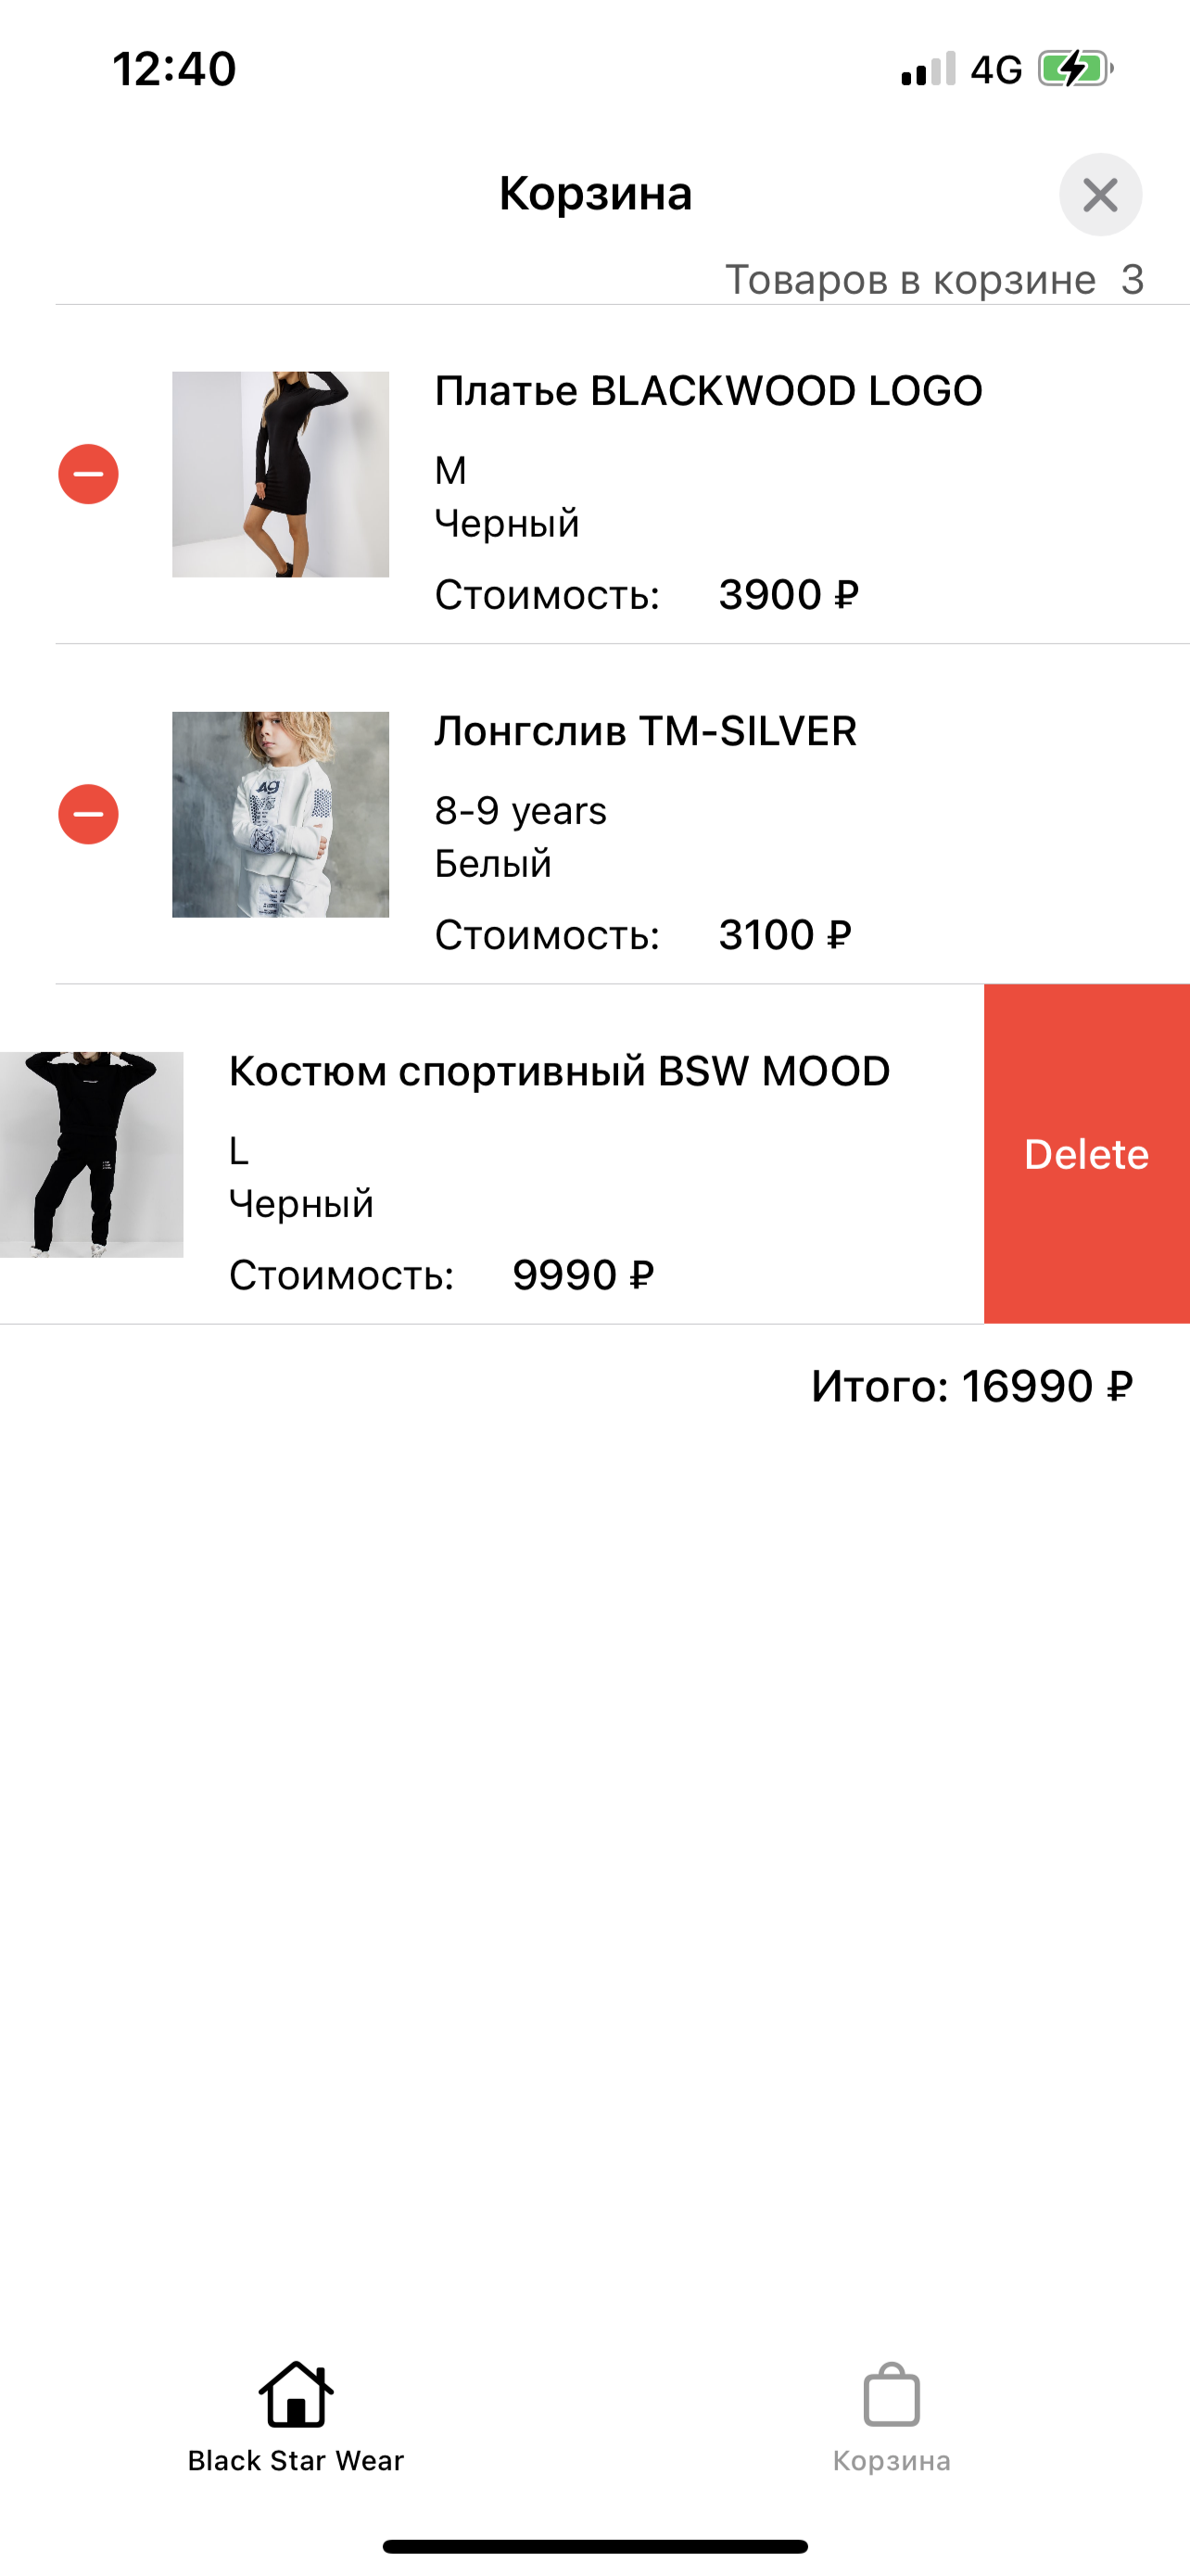 12:40
4G
Корзина
Товаров в корзине 3
Платье BLACKWOOD LOGO
M
Черный
Стоимость: 3900 ₽
Ag
Лонгслив TM-SILVER
8-9 years
Белый
Стоимость: 3100 ₽
Костюм спортивный BSW MOOD
L
Черный
Стоимость: 9990 ₽
Delete
Итого: 16990 ₽
Black Star Wear
Корзина